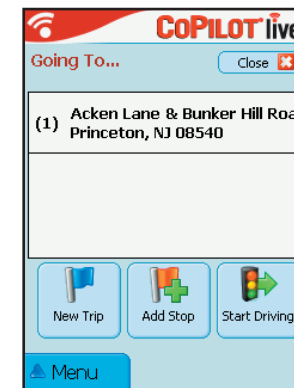 CoPILOT live
Going To...
Close
(1) Acken Lane & Bunker Hill Roa
Princeton, NJ 08540
New Trip
Add Stop
Start Driving
Menu